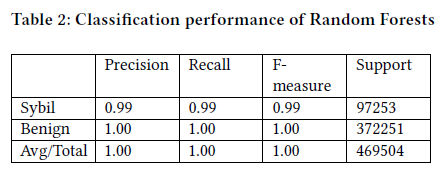 Table 2: Classification performance of Random Forests
Precision Recall F-measure Support
Sybil 0.99 0.99 0.99 97253
Benign 1.00 1.00 1.00 372251
Avg/Total 1.00 1.00 1.00 469504